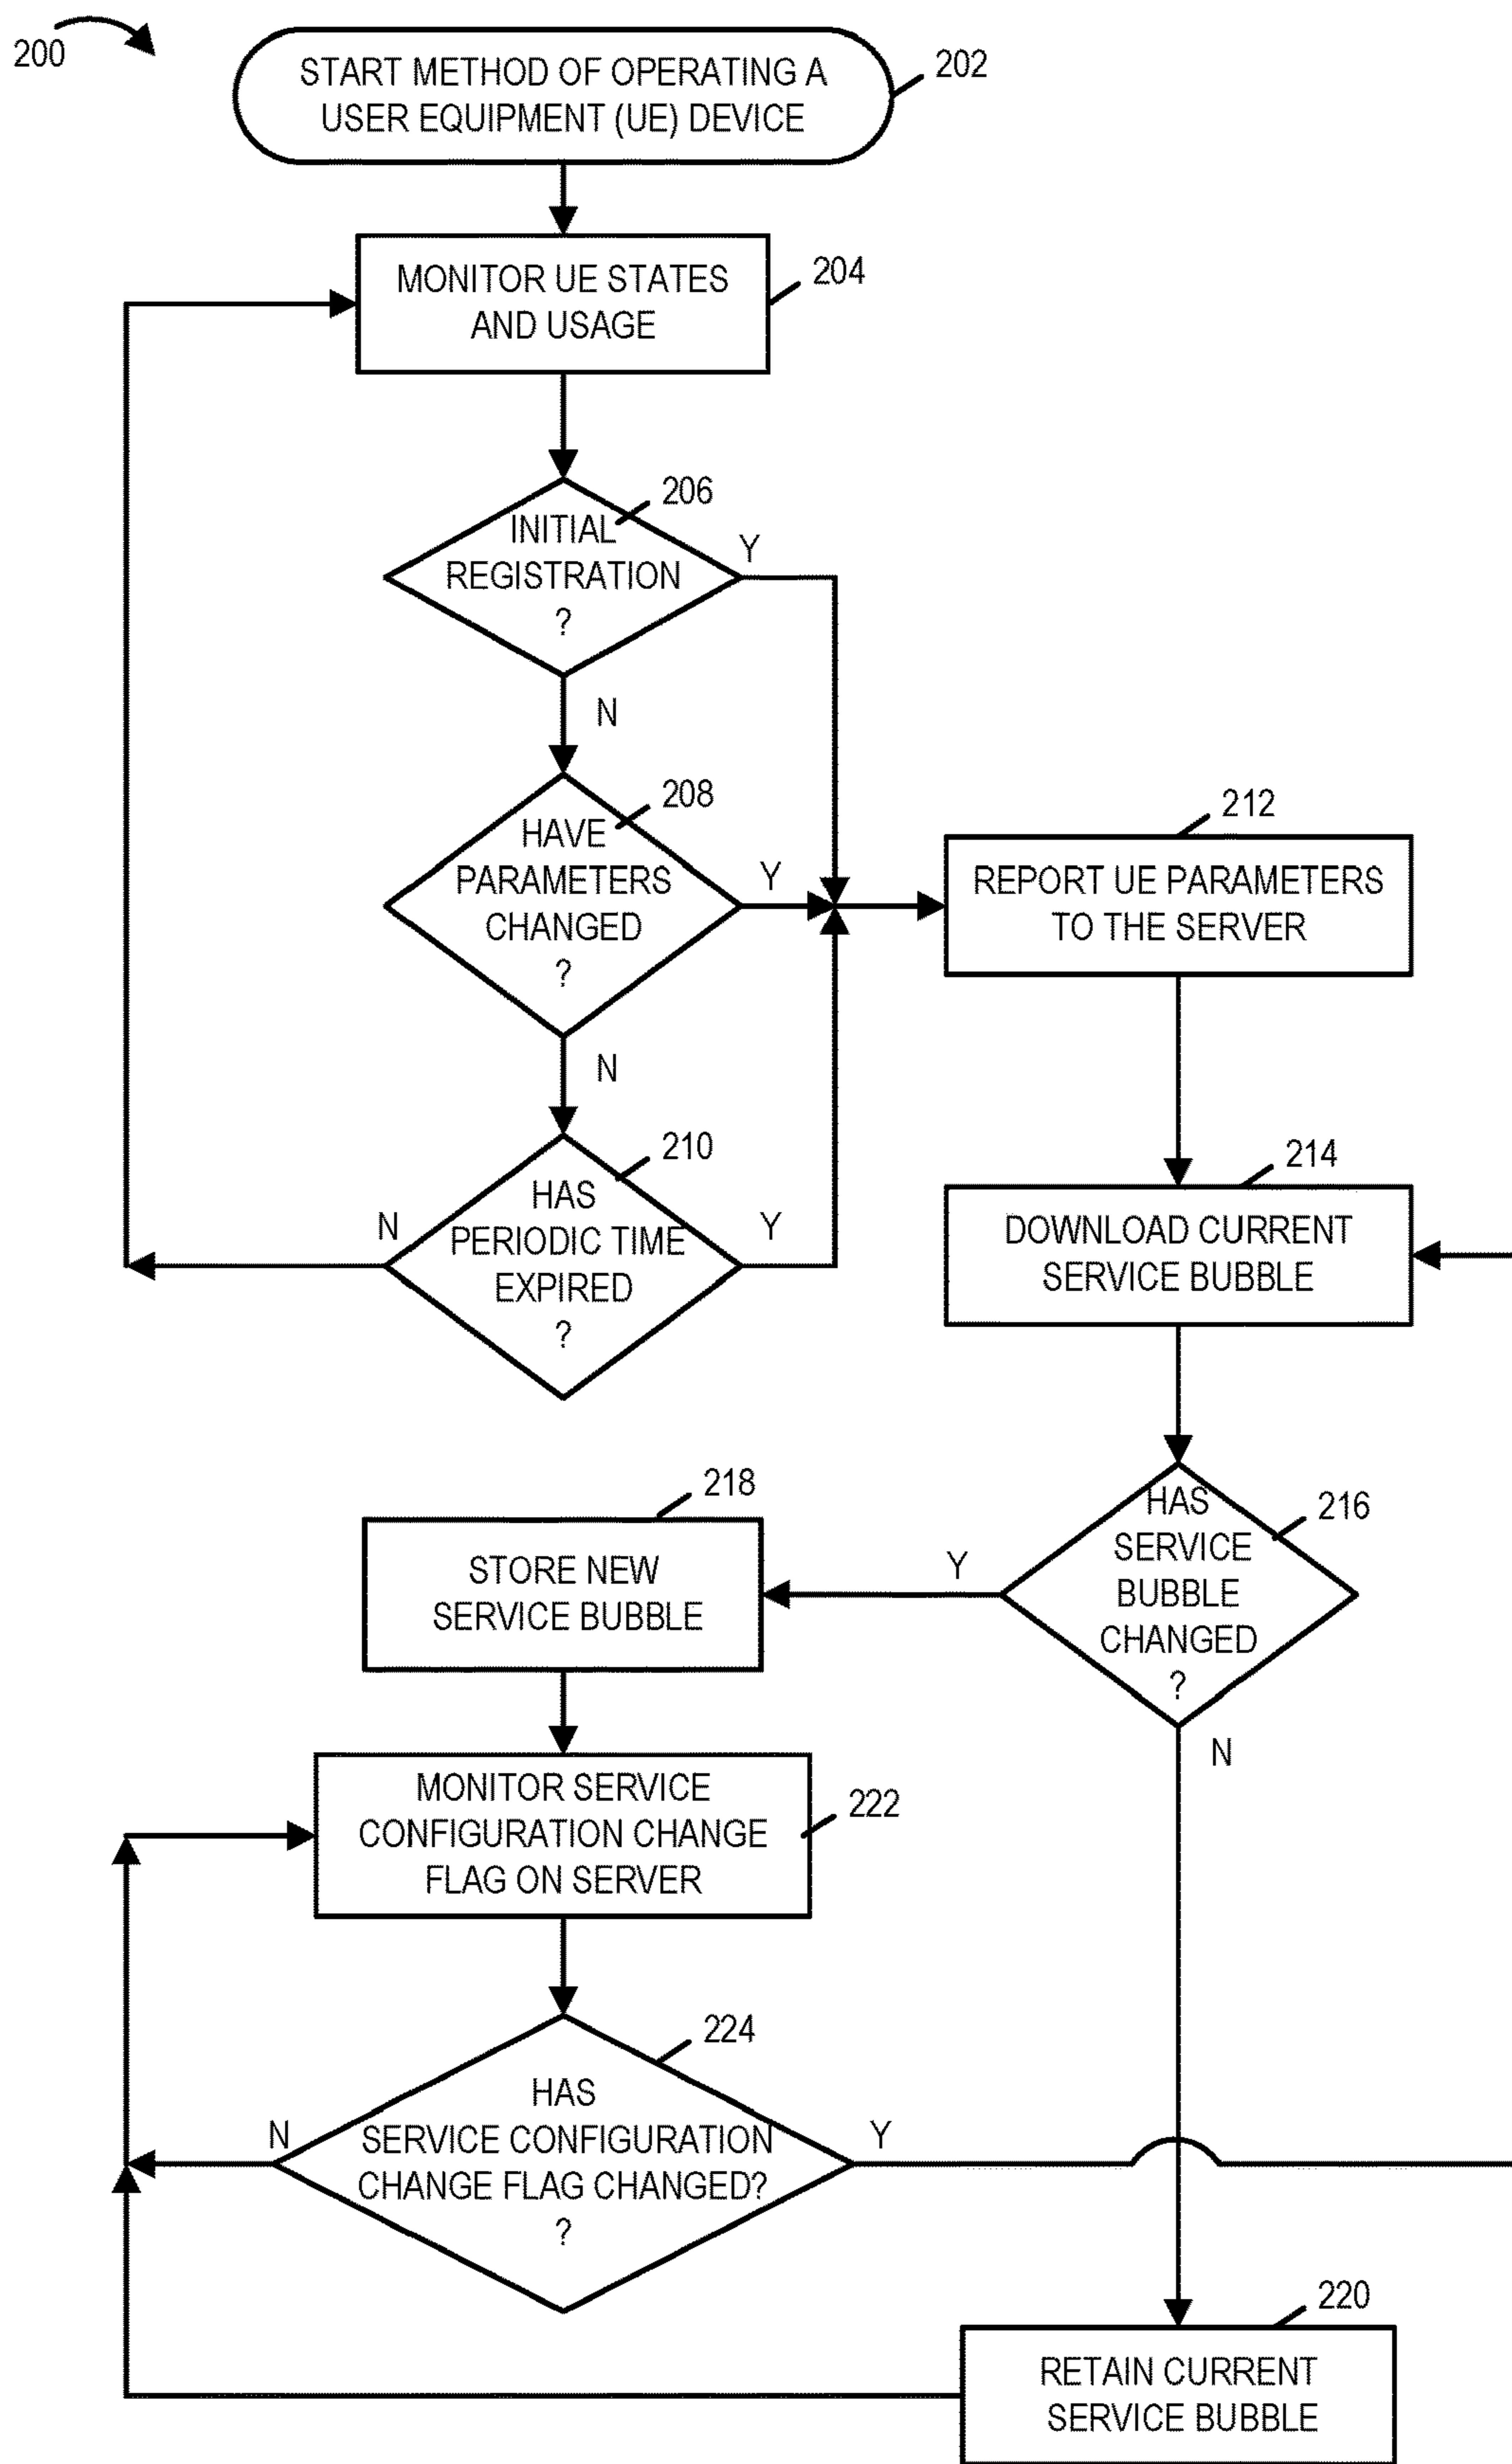 200
START METHOD OF OPERATING A
USER EQUIPMENT (UE) DEVICE
202
MONITOR UE STATES
AND USAGE
204
206
INITIAL
REGISTRATION
?
Y
N
208
HAVE
PARAMETERS
CHANGED
?
Y
N
210
HAS
PERIODIC TIME
EXPIRED
?
N
Y
212
REPORT UE PARAMETERS
TO THE SERVER
214
DOWNLOAD CURRENT
SERVICE BUBBLE
216
HAS
SERVICE
BUBBLE
CHANGED
?
Y
N
218
STORE NEW
SERVICE BUBBLE
MONITOR SERVICE
CONFIGURATION CHANGE
FLAG ON SERVER
222
224
HAS
SERVICE CONFIGURATION
CHANGE FLAG CHANGED?
?
N
Y
220
RETAIN CURRENT
SERVICE BUBBLE